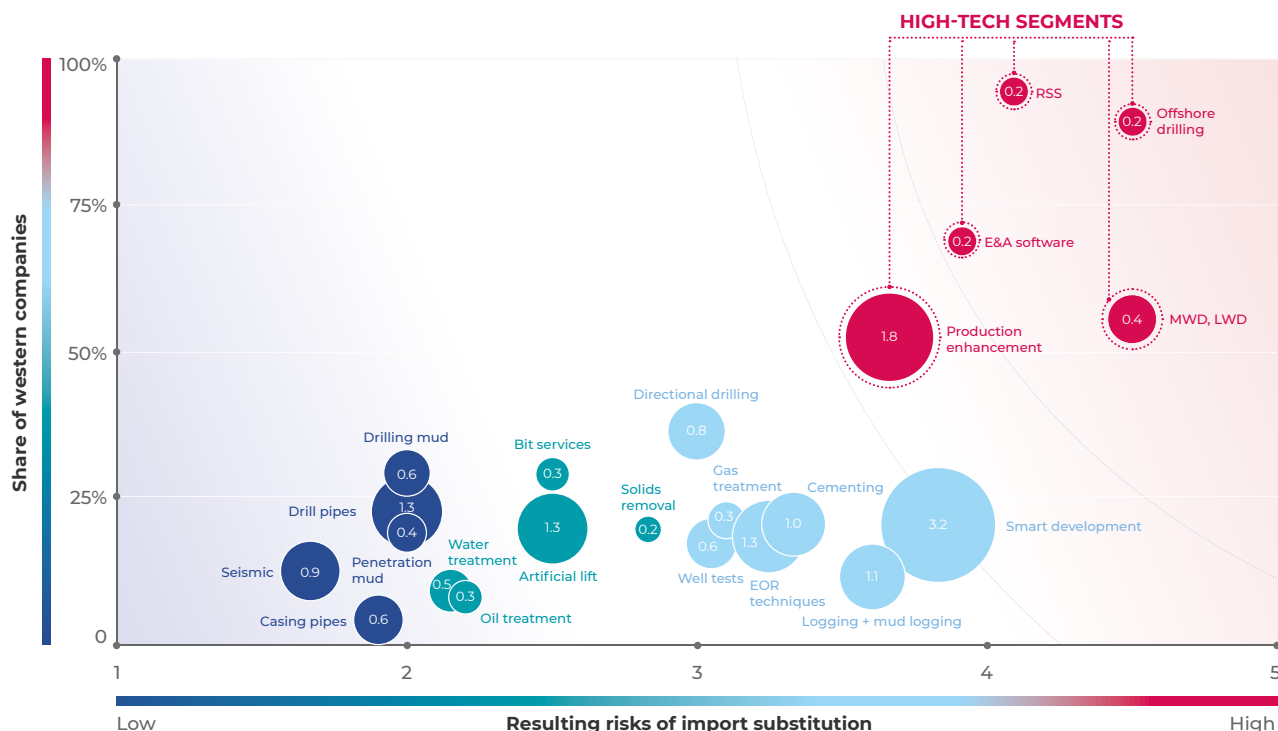 HIGH-TECH SEGMENTS
Share of western companies
100%
75%
50%
25%
0
0.2
RSS
0.2
Offshore
drilling
0.2
E&A software
1.8
Production
enhancement
0.4
MWD, LWD
Directional drilling
0.8
Drilling mud
0.6
Drill pipes
1.3
0.4
Penetration
mud
Seismic
0.9
Casing pipes
0.6
Bit services
0.3
1.3
Artificial lift
Water
treatment
0.5
0.3
Oil treatment
Solids
removal
0.2
Gas
treatment
0.3
0.6
Well tests
1.3
EOR
techniques
Cementing
1.0
3.2
Smart development
1.1
Logging + mud logging
1
2
3
4
5
Low
Resulting risks of import substitution
High